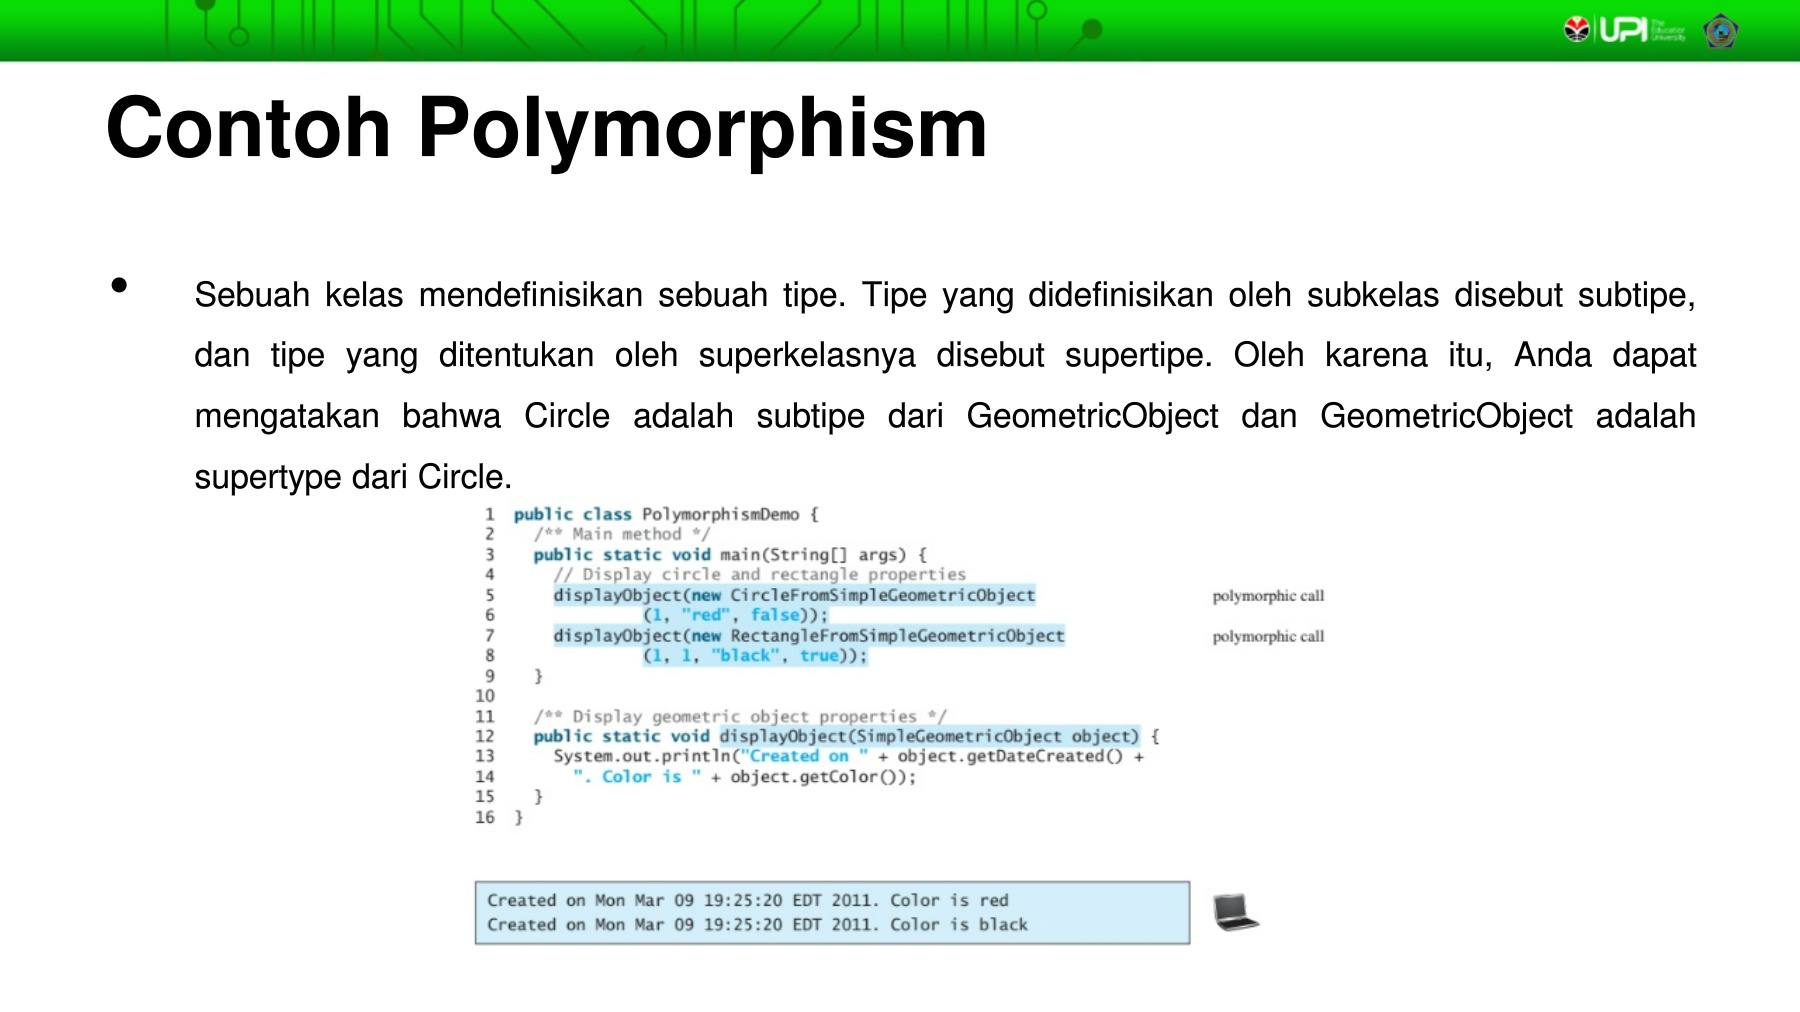 UPI
Contoh Polymorphism
• Sebuah kelas mendefinisikan sebuah tipe. Tipe yang didefinisikan oleh subkelas disebut subtipe,
dan tipe yang ditentukan oleh superkelasnya disebut supertipe. Oleh karena itu, Anda dapat
mengatakan bahwa Circle adalah subtipe dari GeometricObject dan GeometricObject adalah
supertype dari Circle.
1 public class PolymorphismDemo {
2 /** Main method */
3 public static void main(String[] args) {
4 // Display circle and rectangle properties
5 displayObject(new CircleFromSimpleGeometricObject polymorphic call
6 (1, "red", false));
7 displayObject(new RectangleFromSimpleGeometricObject polymorphic call
8 (1, 1, "black", true));
9 }
10
11 /** Display geometric object properties */
12 public static void displayObject(SimpleGeometricObject object) {
13 System.out.println("Created on " + object.getDateCreated() +
14 ". Color is " + object.getColor());
15 }
16 }
Created on Mon Mar 09 19:25:20 EDT 2011. Color is red
Created on Mon Mar 09 19:25:20 EDT 2011. Color is black